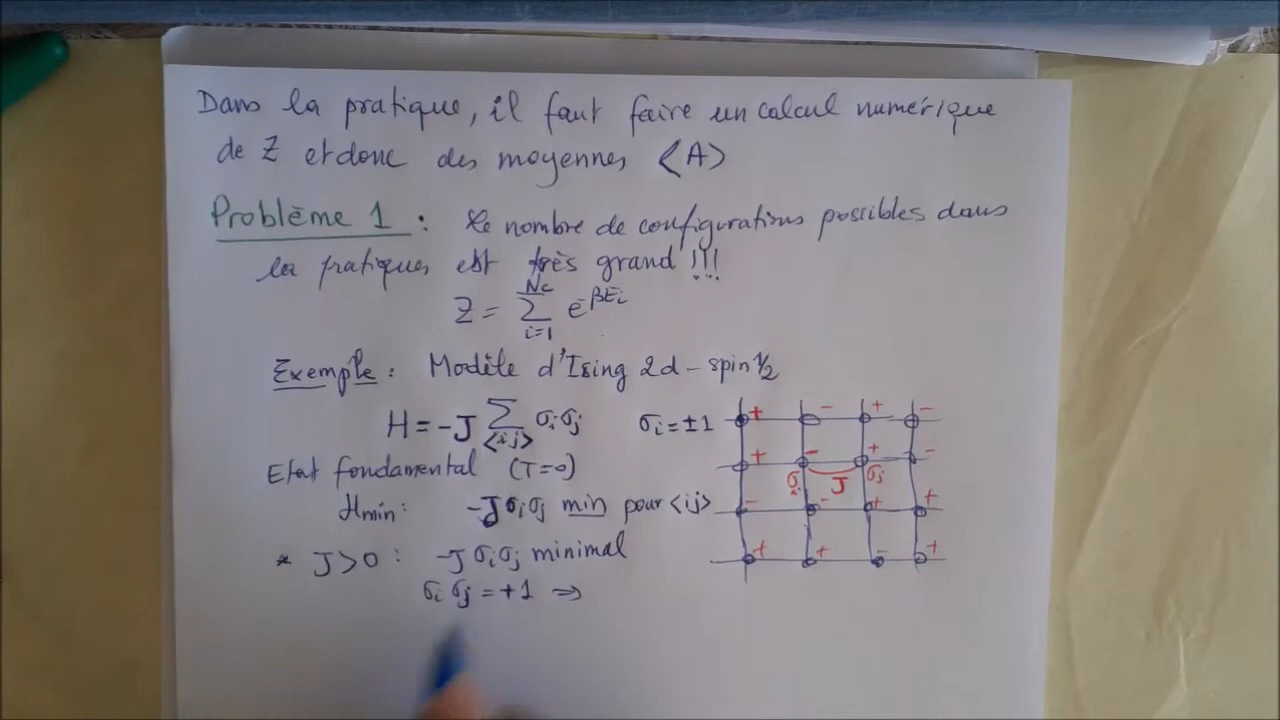 Dans la pratique, il faut faire un calcul numérique
de Z et donc des moyennes <A>
Problème 1 : Le nombre de configurations possibles dans
la pratiques est très grand !!!
Z = Σ_{i=1}^{Nc} e^{-βEi}
Exemple : Modèle d'Ising 2d - spin 1/2
H = -J Σ_{<ij>} σi σj σi = ±1
Etat fondamental (T=0)
Hmin : -J σi σj min pour <ij>
* J > 0 : -J σi σj minimal
σi σj = +1 ⇒
+ - + -
+ - + -
σi J σj
- - + +
+ + - +